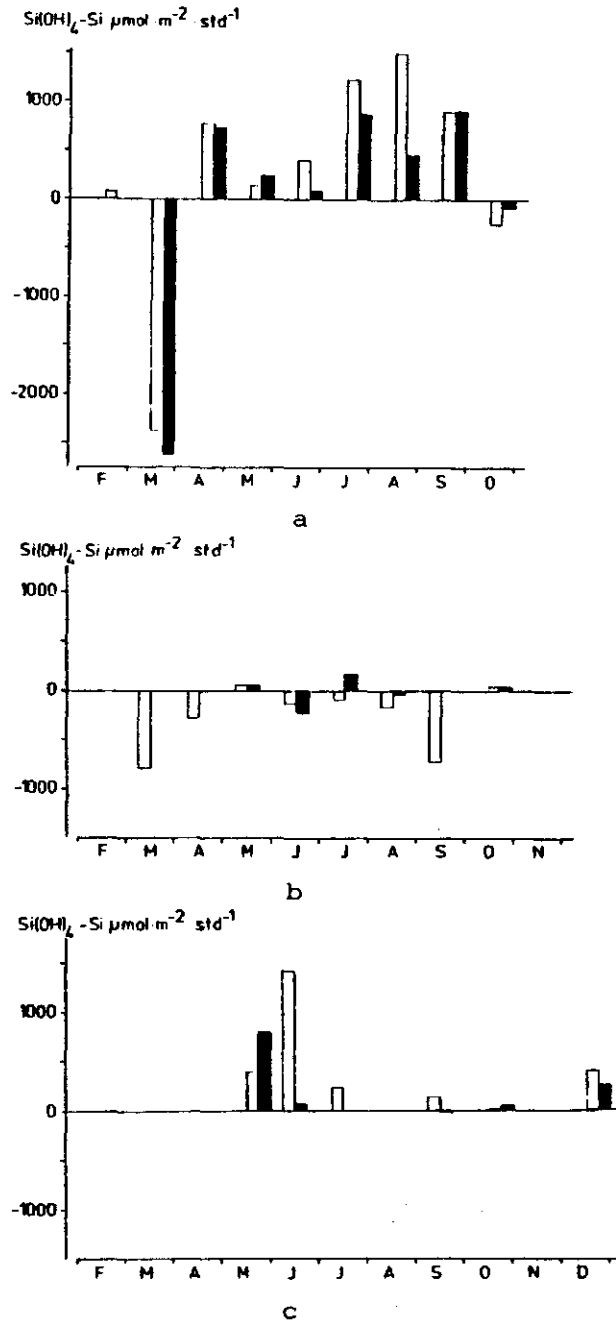 Si(OH)₄-Si µmol·m⁻²·std⁻¹
1000
0
-1000
-2000
F M A M J J A S O
a
Si(OH)₄-Si µmol m⁻² std⁻¹
1000
0
-1000
F M A M J J A S O N
b
Si(OH)₄-Si µmol·m⁻² std⁻¹
1000
0
-1000
F M A M J J A S O N D
c